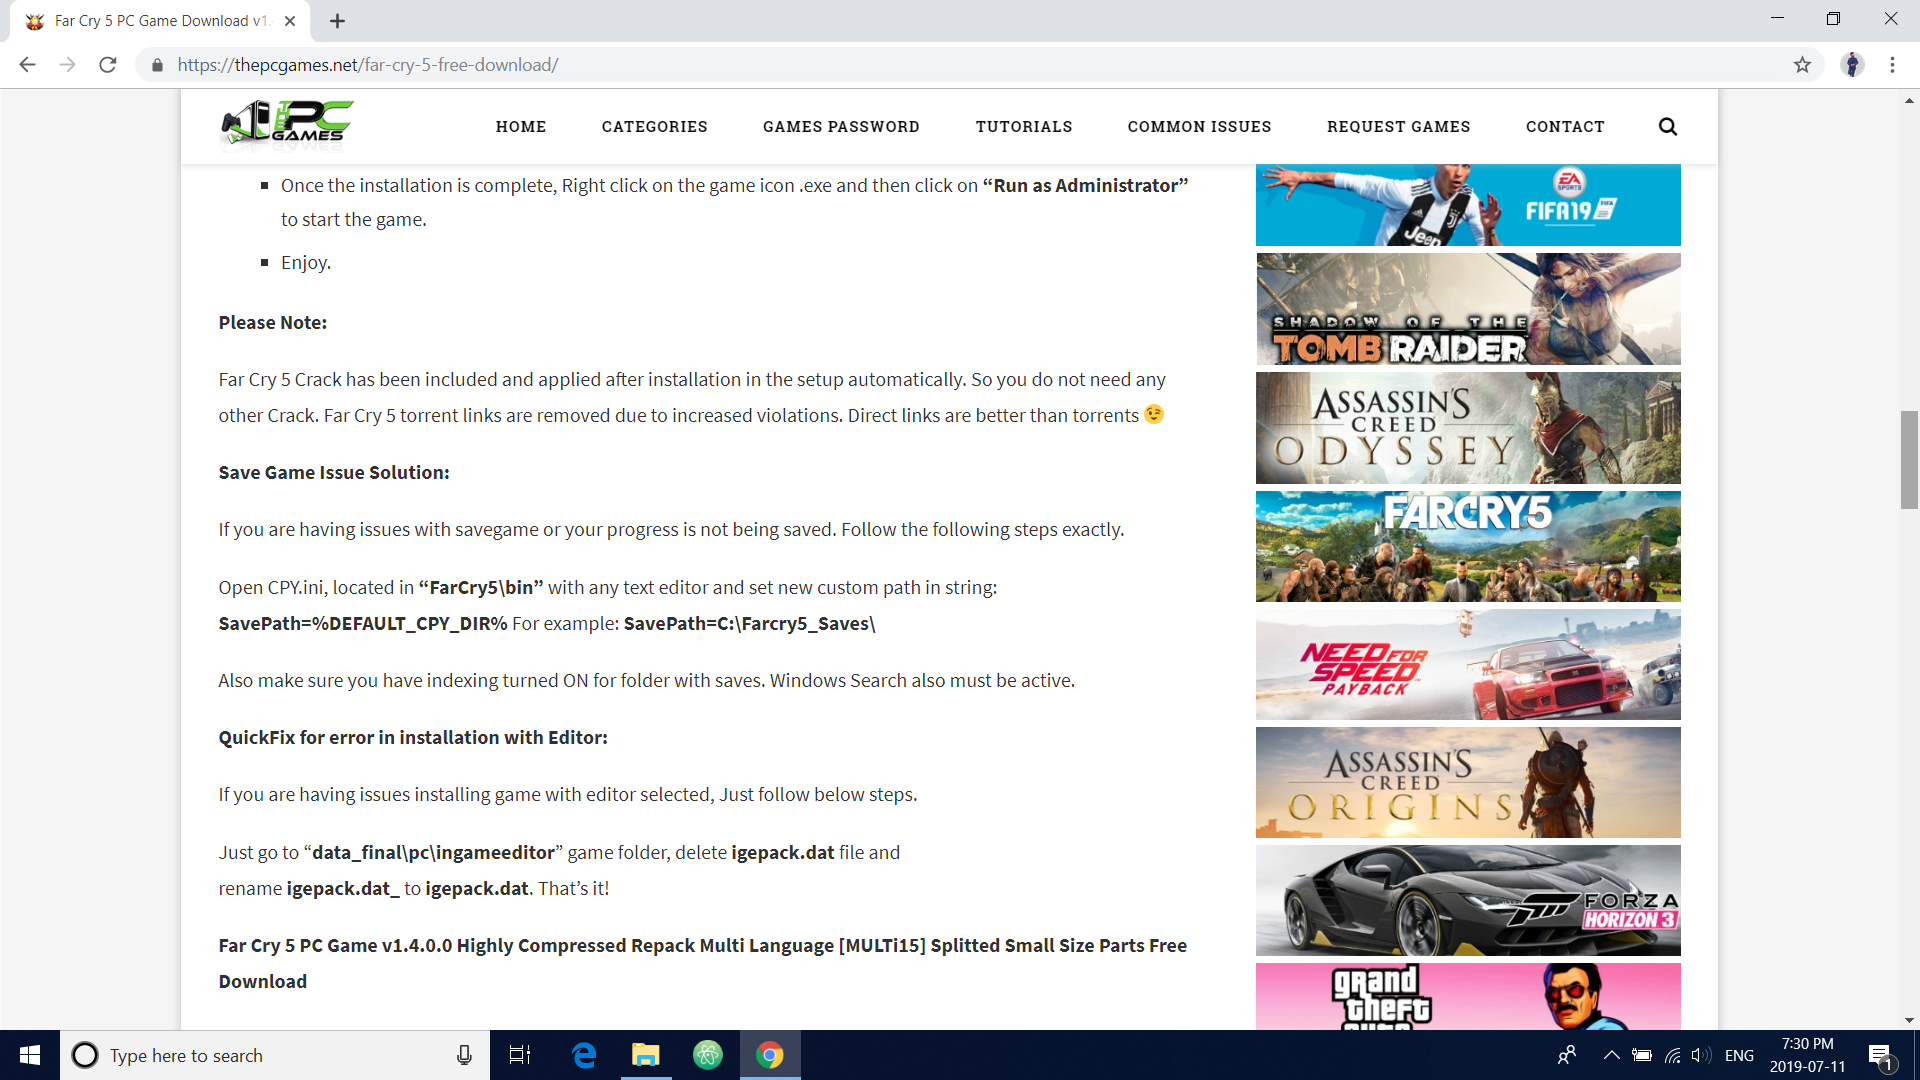 Far Cry 5 PC Game Download v1.
https://thepcgames.net/far-cry-5-free-download/
THE PC GAMES
HOME CATEGORIES GAMES PASSWORD TUTORIALS COMMON ISSUES REQUEST GAMES CONTACT
Once the installation is complete, Right click on the game icon .exe and then click on “Run as Administrator”
to start the game.
Enjoy.
Please Note:
Far Cry 5 Crack has been included and applied after installation in the setup automatically. So you do not need any
other Crack. Far Cry 5 torrent links are removed due to increased violations. Direct links are better than torrents 😉
Save Game Issue Solution:
If you are having issues with savegame or your progress is not being saved. Follow the following steps exactly.
Open CPY.ini, located in “FarCry5\bin” with any text editor and set new custom path in string:
SavePath=%DEFAULT_CPY_DIR% For example: SavePath=C:\Farcry5_Saves\
Also make sure you have indexing turned ON for folder with saves. Windows Search also must be active.
QuickFix for error in installation with Editor:
If you are having issues installing game with editor selected, Just follow below steps.
Just go to “data_final\pc\ingameeditor” game folder, delete igepack.dat file and
rename igepack.dat_ to igepack.dat. That’s it!
Far Cry 5 PC Game v1.4.0.0 Highly Compressed Repack Multi Language [MULTi15] Splitted Small Size Parts Free
Download
Jeep
EA
SPORTS
FIFA19
FIFA
SHADOW OF THE
TOMB RAIDER
ASSASSIN'S
CREED
ODYSSEY
FARCRY5
NEED FOR
SPEED
PAYBACK
ASSASSIN'S
CREED
ORIGINS
FORZA
HORIZON 3
grand
theft
auto
Type here to search
ENG
7:30 PM
2019-07-11
1